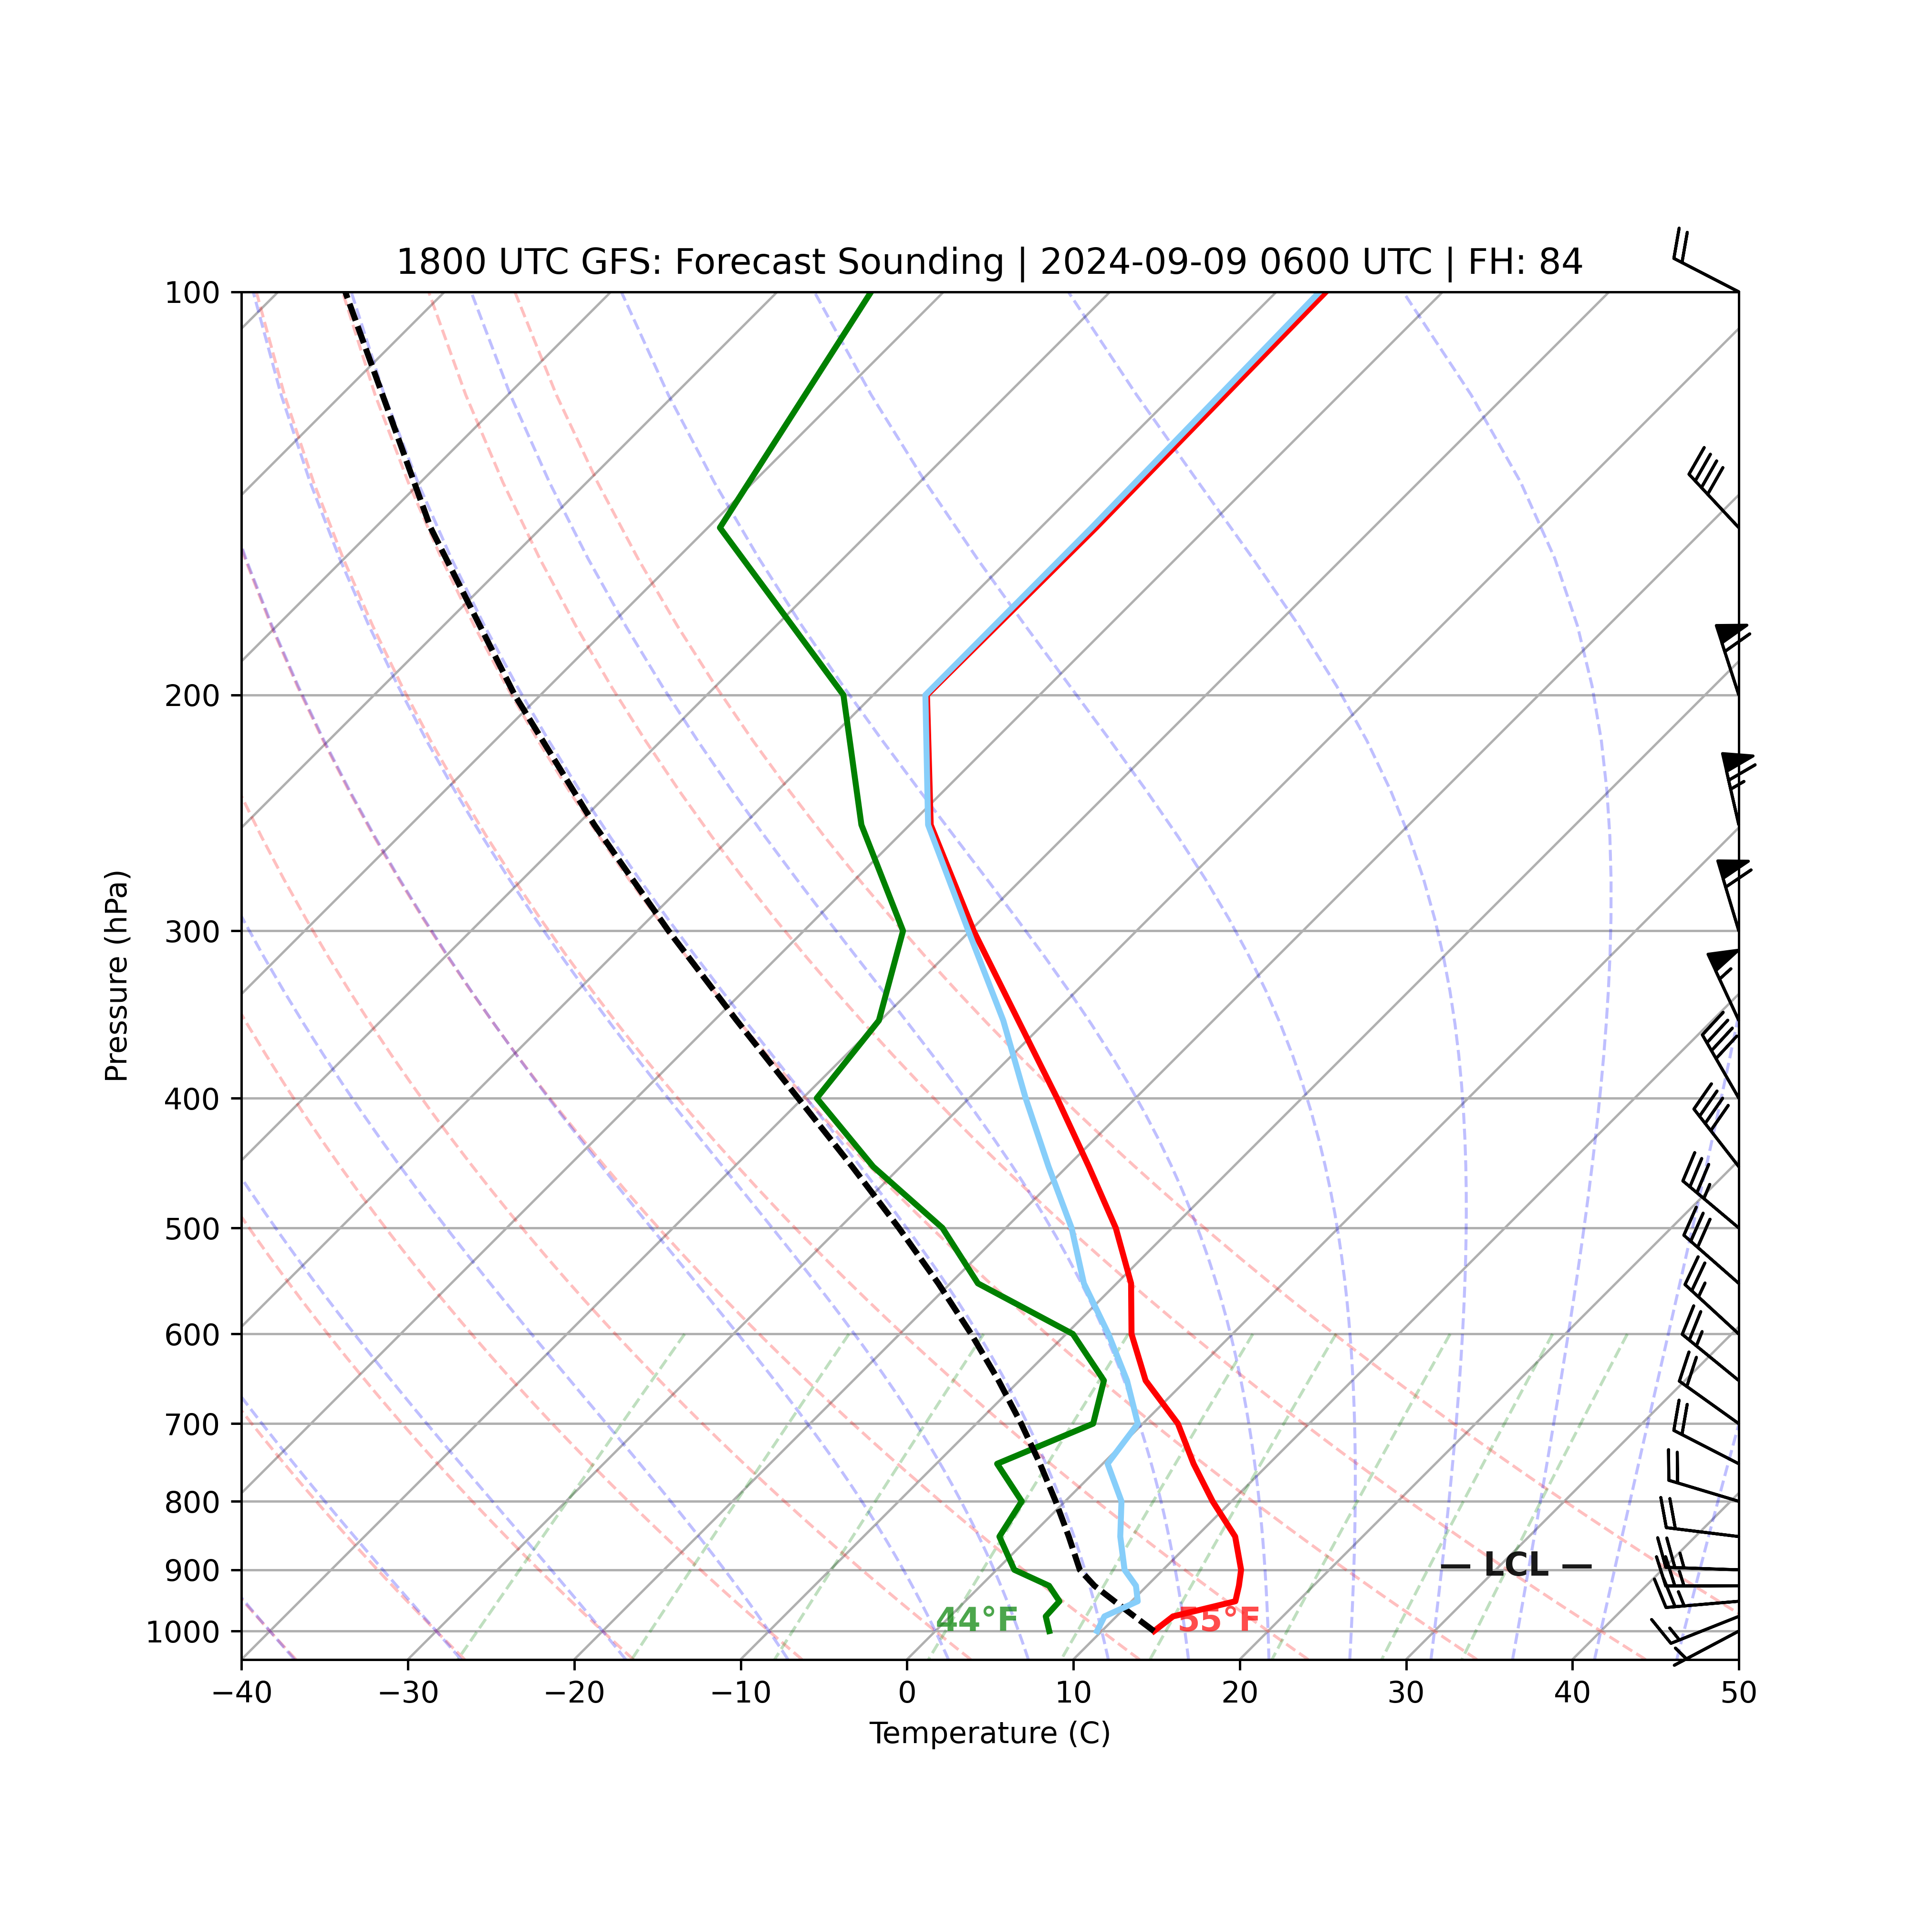 1800 UTC GFS: Forecast Sounding | 2024-09-09 0600 UTC | FH: 84
100
200
300
400
500
600
700
800
900
1000
Pressure (hPa)
— LCL —
44°F
55°F
−40 −30 −20 −10 0 10 20 30 40 50
Temperature (C)